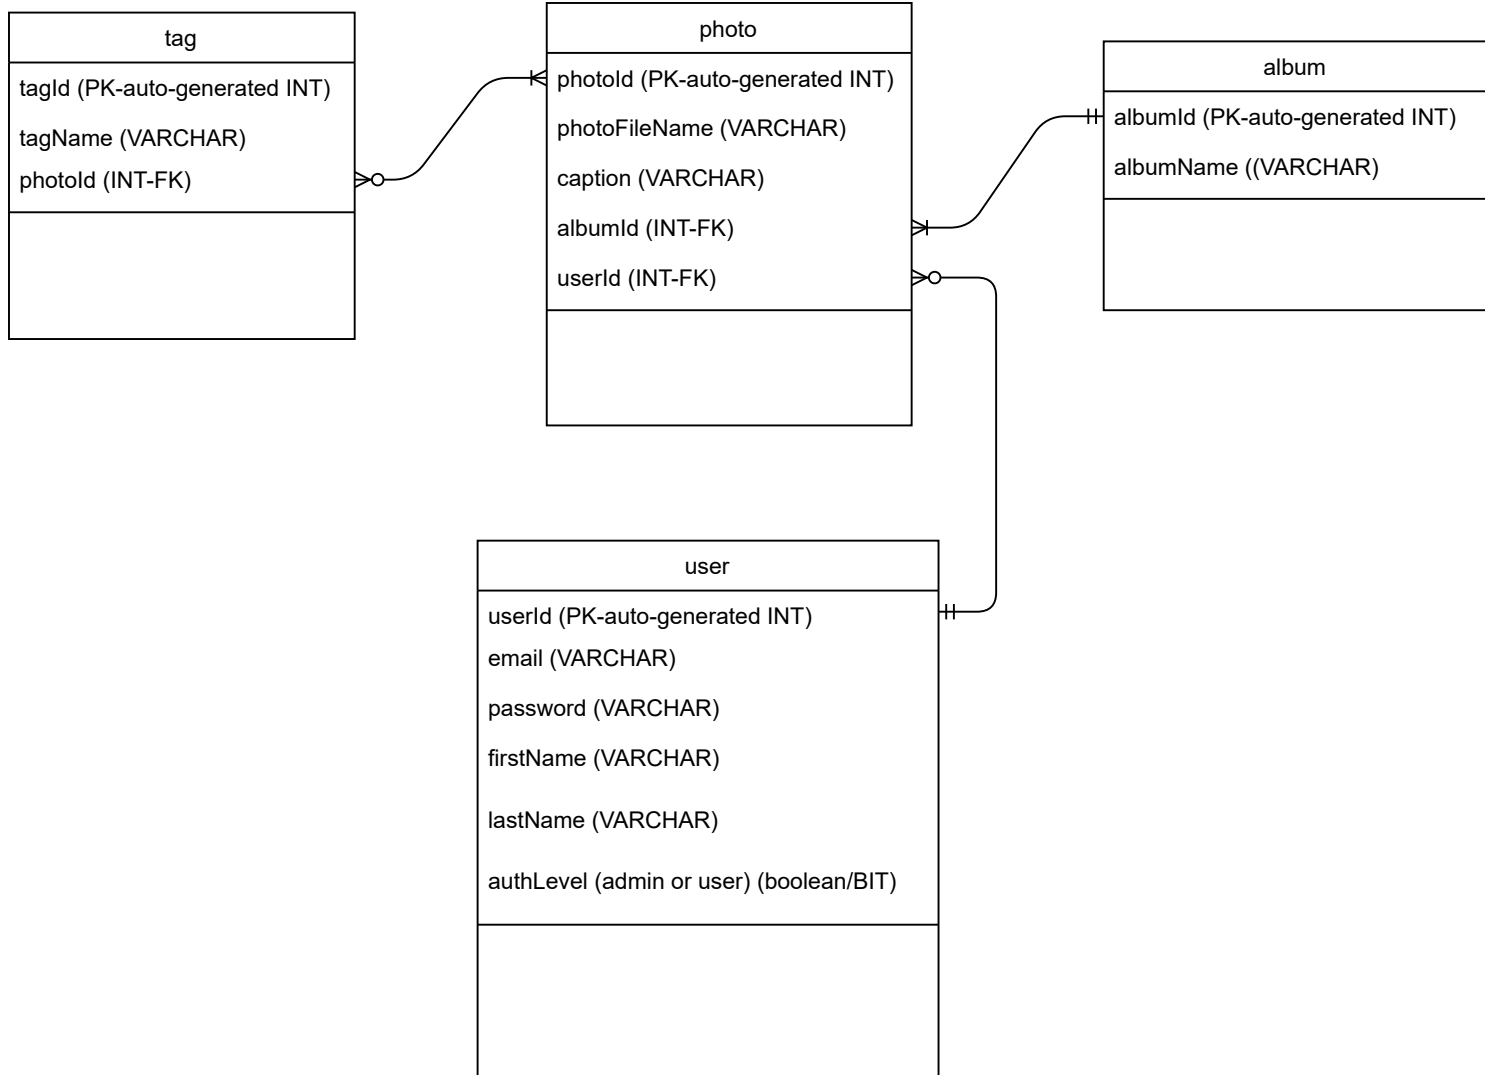 tag
tagId (PK-auto-generated INT)
tagName (VARCHAR)
photoId (INT-FK)
photo
photoId (PK-auto-generated INT)
photoFileName (VARCHAR)
caption (VARCHAR)
albumId (INT-FK)
userId (INT-FK)
album
albumId (PK-auto-generated INT)
albumName ((VARCHAR)
user
userId (PK-auto-generated INT)
email (VARCHAR)
password (VARCHAR)
firstName (VARCHAR)
lastName (VARCHAR)
authLevel (admin or user) (boolean/BIT)